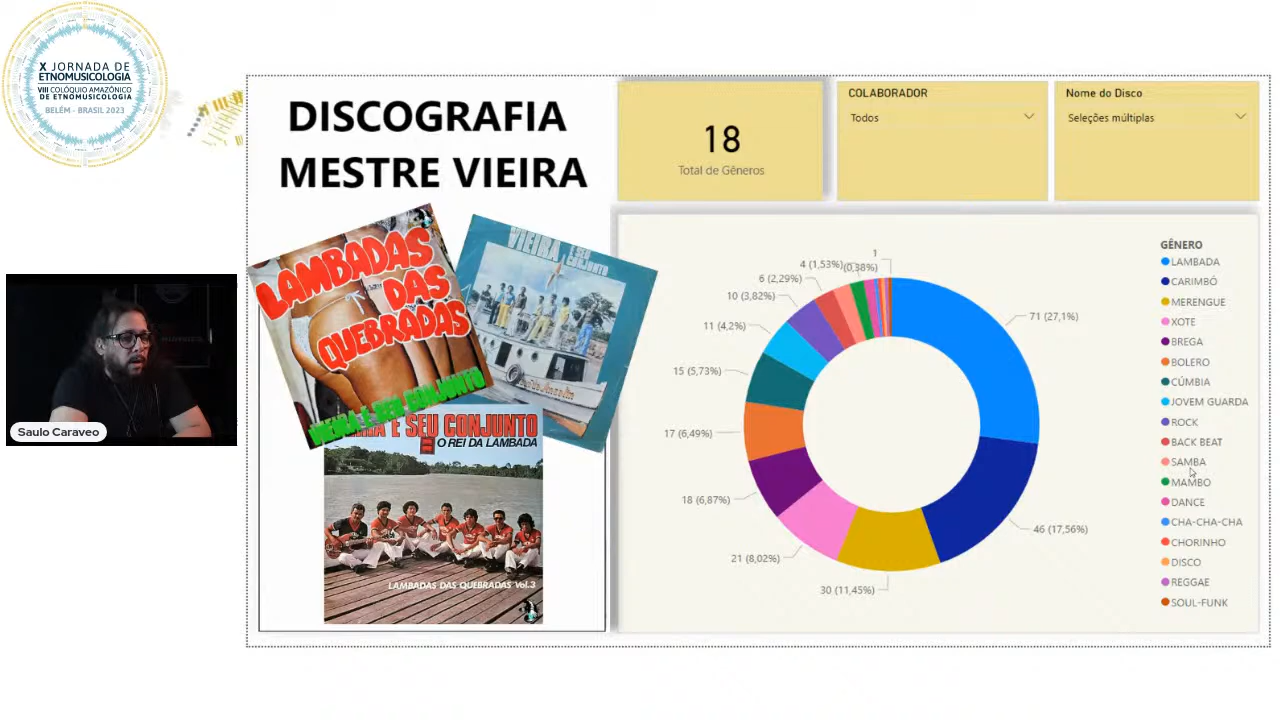 X JORNADA DE
ETNOMUSICOLOGIA
VIII COLÓQUIO AMAZÔNICO
DE ETNOMUSICOLOGIA
BELÉM - BRASIL 2023
Saulo Caraveo
DISCOGRAFIA
MESTRE VIEIRA
LAMBADAS
DAS
QUEBRADAS
VIEIRA E SEU CONJUNTO
VIEIRA
E SEU
CONJUNTO
E SEU CONJUNTO
E O REI DA LAMBADA
LAMBADAS DAS QUEBRADAS Vol.3
18
Total de Gêneros
COLABORADOR
Todos
Nome do Disco
Seleções múltiplas
1
(0,38%)
4 (1,53%)
6 (2,29%)
10 (3,82%)
11 (4,2%)
15 (5,73%)
17 (6,49%)
18 (6,87%)
21 (8,02%)
30 (11,45%)
46 (17,56%)
71 (27,1%)
GÊNERO
LAMBADA
CARIMBÓ
MERENGUE
XOTE
BREGA
BOLERO
CÚMBIA
JOVEM GUARDA
ROCK
BACK BEAT
SAMBA
MAMBO
DANCE
CHA-CHA-CHA
CHORINHO
DISCO
REGGAE
SOUL-FUNK